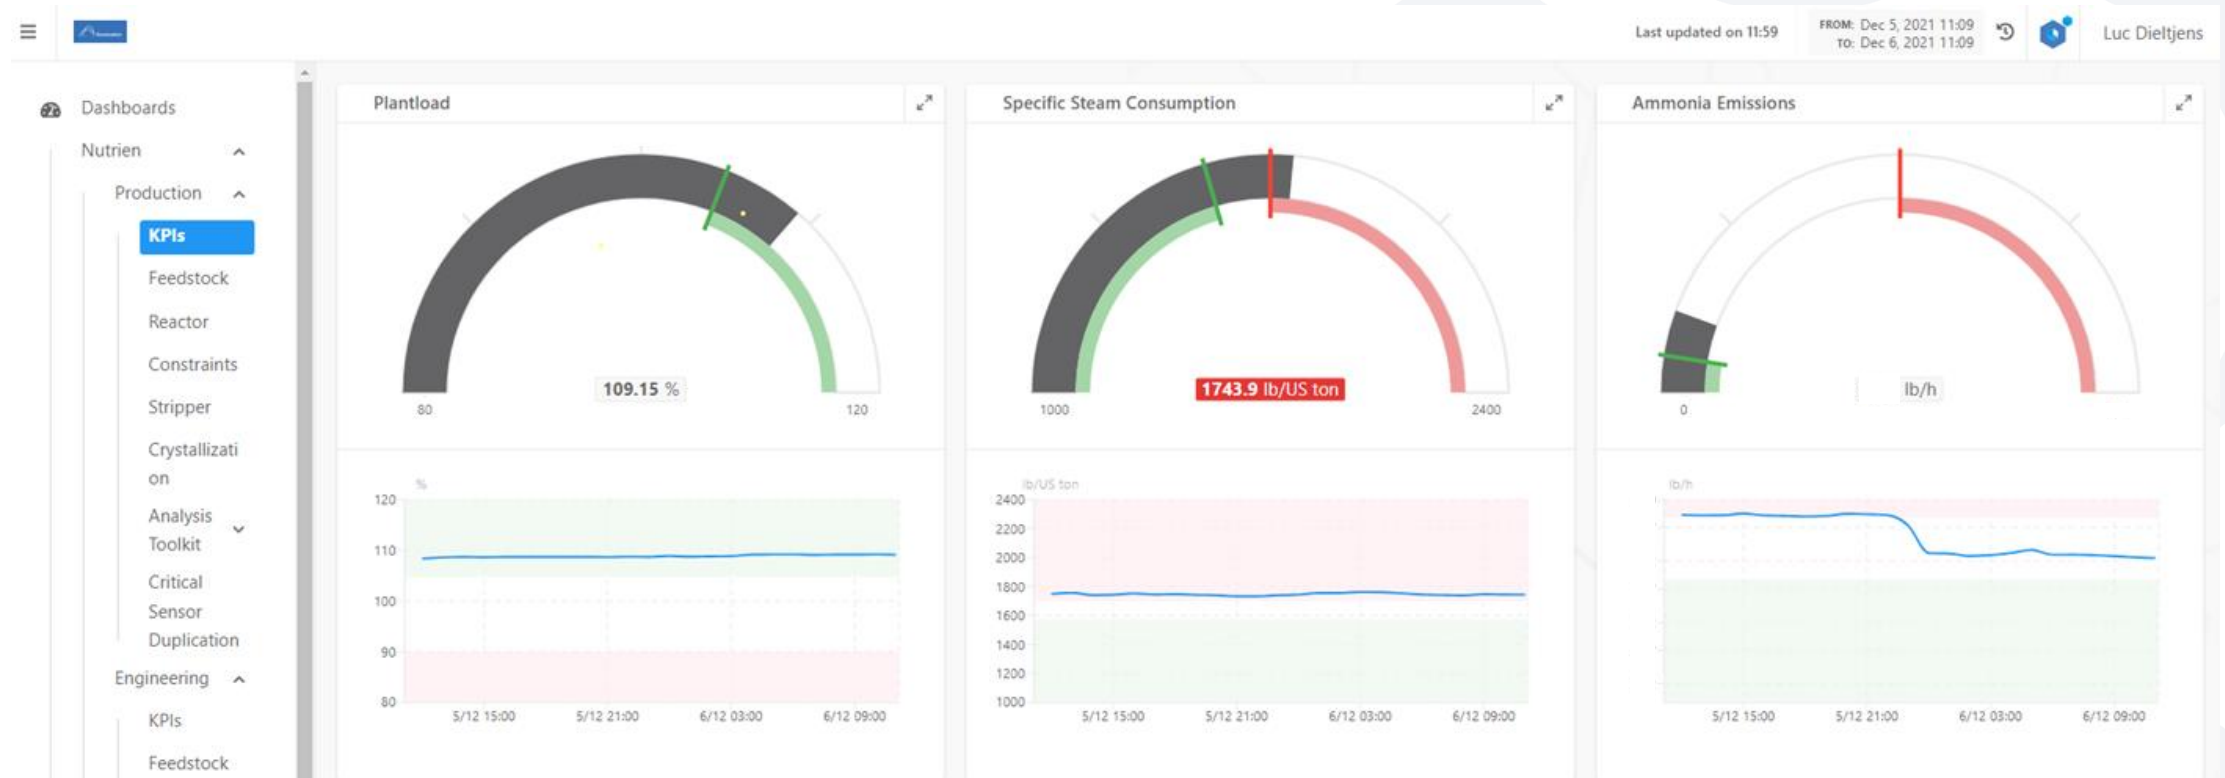 Last updated on 11:59
FROM: Dec 5, 2021 11:09
TO: Dec 6, 2021 11:09
Luc Dieltjens
Dashboards
Nutrien
Production
KPIs
Feedstock
Reactor
Constraints
Stripper
Crystallizati
on
Analysis
Toolkit
Critical
Sensor
Duplication
Engineering
KPIs
Feedstock
Plantload
109.15 %
80
120
%
120
110
100
90
80
5/12 15:00
5/12 21:00
6/12 03:00
6/12 09:00
Specific Steam Consumption
1743.9 lb/US ton
1000
2400
lb/US ton
2400
2200
2000
1800
1600
1400
1200
1000
5/12 15:00
5/12 21:00
6/12 03:00
6/12 09:00
Ammonia Emissions
lb/h
0
lb/h
5/12 15:00
5/12 21:00
6/12 03:00
6/12 09:00